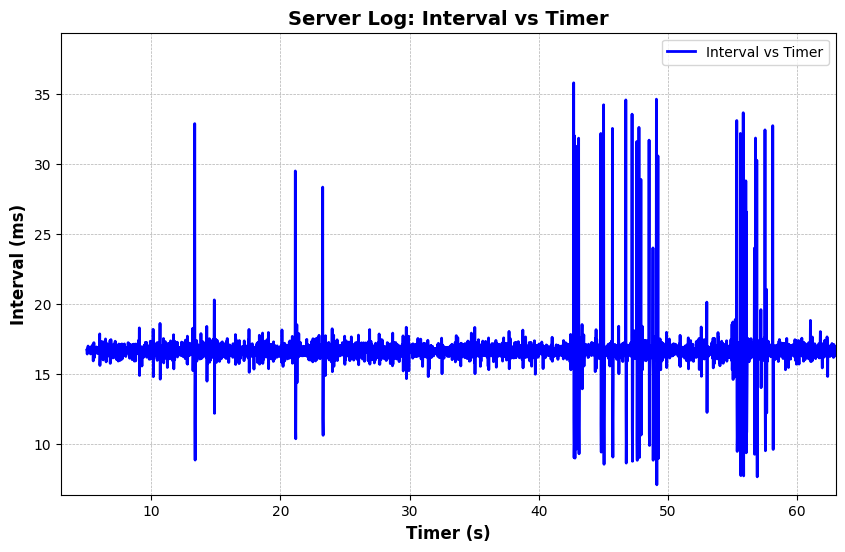 Server Log: Interval vs Timer
Interval vs Timer
35
30
25
20
15
10
Interval (ms)
10 20 30 40 50 60
Timer (s)